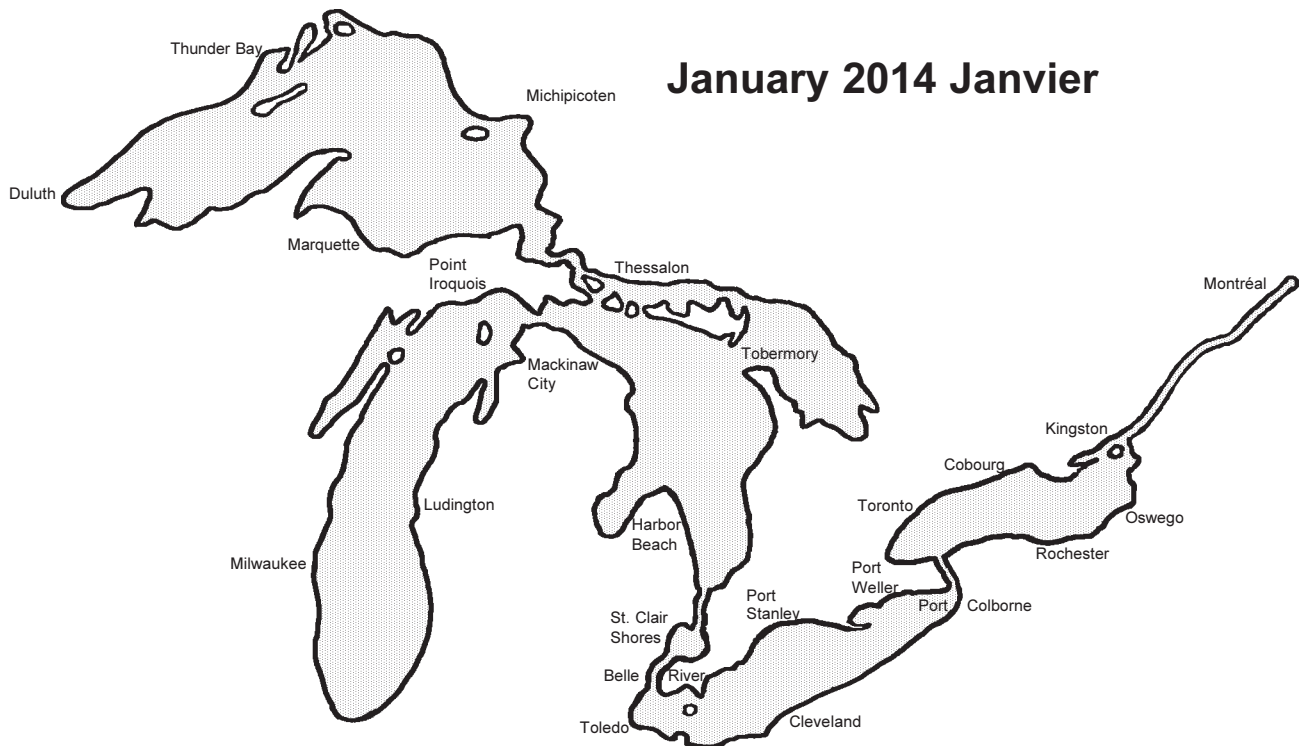 Thunder Bay
January 2014 Janvier
Michipicoten
Duluth
Marquette
Point
Iroquois
Thessalon
Montréal
Mackinaw
City
Tobermory
Kingston
Cobourg
Ludington
Toronto
Oswego
Harbor
Beach
Rochester
Milwaukee
Port
Weller
Port
Stanley
Port Colborne
St. Clair
Shores
Belle River
Toledo
Cleveland